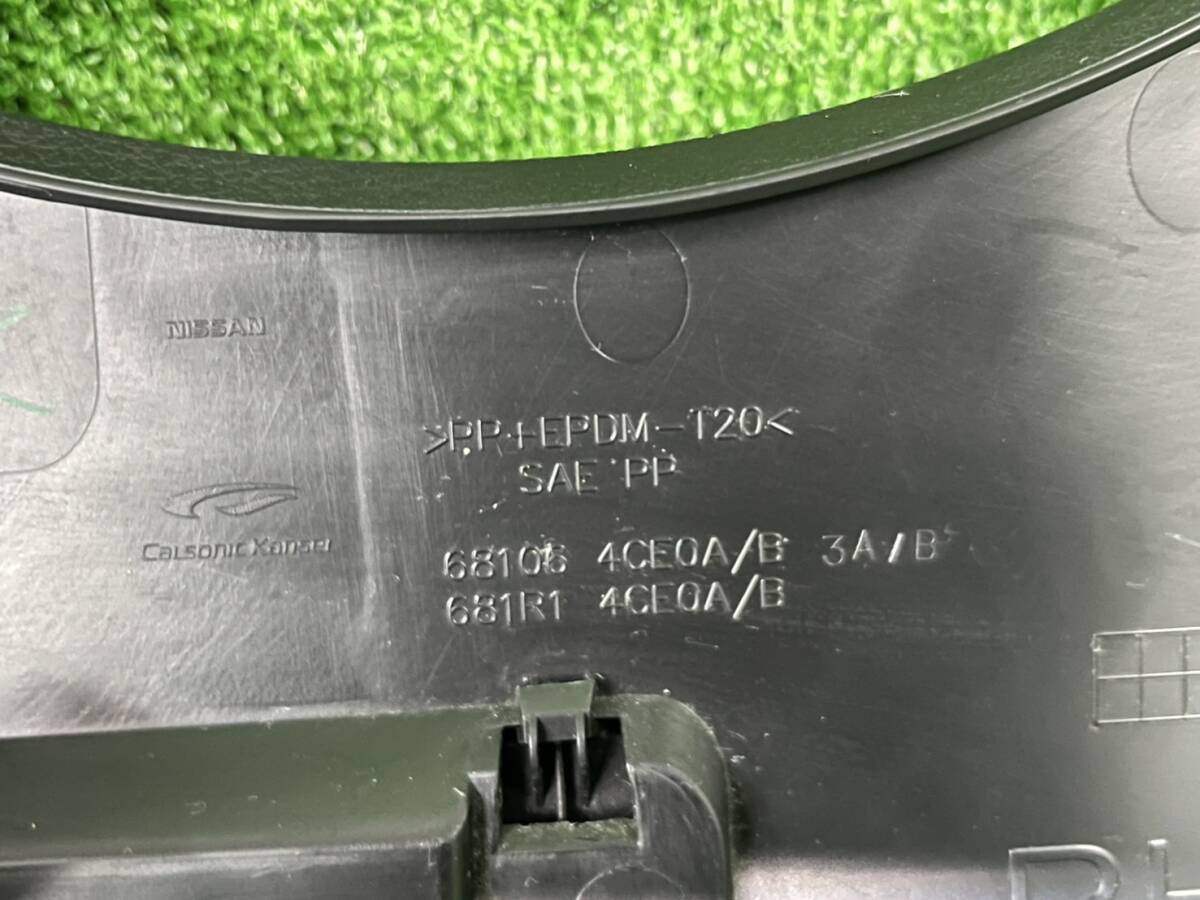 NISSAN
>PP+EPDM-T20<
SAE PP
Calsonic Kansei
68106 4CE0A/B 3A/B
681R1 4CE0A/B